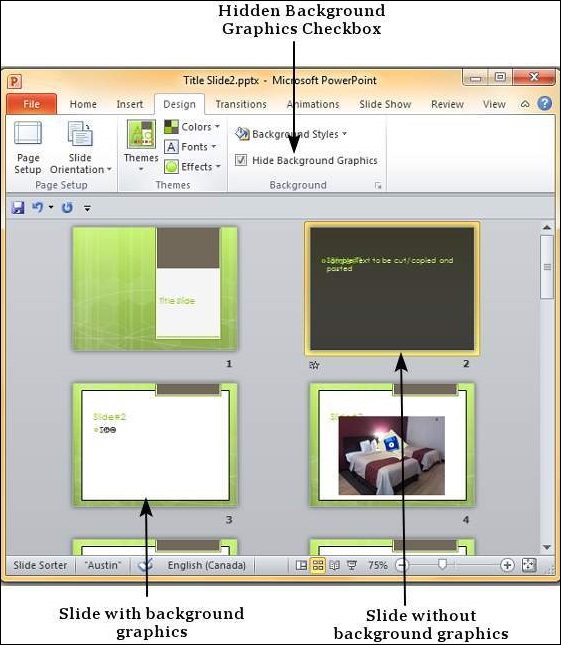 Hidden Background
Graphics Checkbox
Title Slide2.pptx - Microsoft PowerPoint
File Home Insert Design Transitions Animations Slide Show Review View
Page Setup
Slide Orientation
Themes
Colors
Fonts
Effects
Background Styles
Hide Background Graphics
Page Setup Themes Background
Title Slide
1
Text to be cut/copied and
pasted
2
Slide#2
3
Slide#2
4
Slide Sorter "Austin" English (Canada) 75%
Slide with background
graphics
Slide without
background graphics